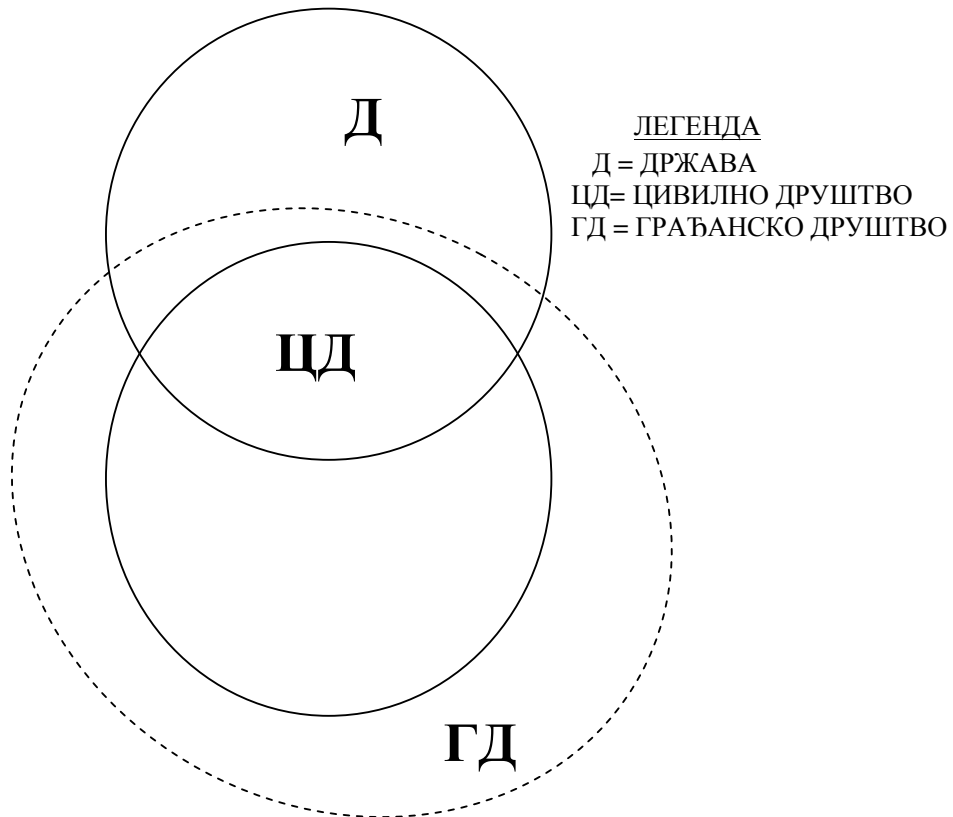 Д
ЛЕГЕНДА
Д = ДРЖАВА
ЦД= ЦИВИЛНО ДРУШТВО
ГД = ГРАЂАНСКО ДРУШТВО
ЦД
ГД